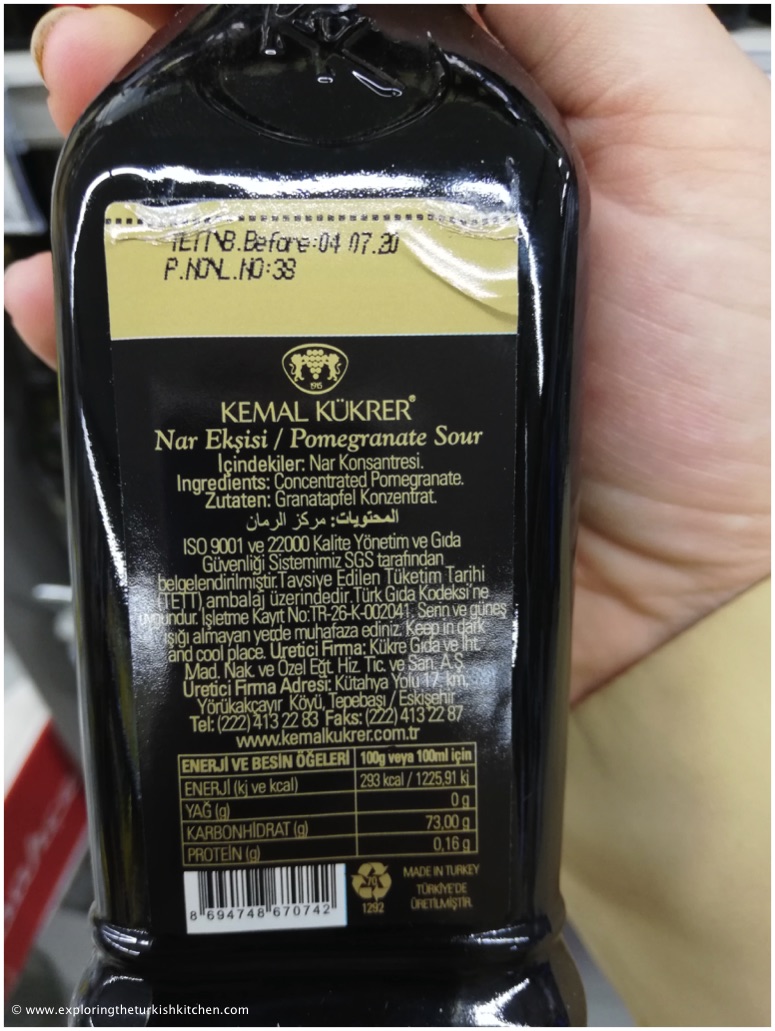 TETT\B.Before:04 07.20
P.NO\L.NO:38
1915
KEMAL KÜKRER®
Nar Ekşisi / Pomegranate Sour
İçindekiler: Nar Konsantresi.
Ingredients: Concentrated Pomegranate.
Zutaten: Granatapfel Konzentrat.
المحتويات: مركز الرمان
ISO 9001 ve 22000 Kalite Yönetim ve Gıda
Güvenliği Sistemimiz SGS tarafından
belgelendirilmiştir.Tavsiye Edilen Tüketim Tarihi
(TETT) ambalaj üzerindedir. Türk Gıda Kodeksi'ne
uygundur. İşletme Kayıt No:TR-26-K-002041. Serin ve güneş
ışığı almayan yerde muhafaza ediniz. Keep in dark
and cool place. Üretici Firma: Kükre Gıda ve İht.
Mad. Nak. ve Özel Eğt. Hiz. Tic. ve San. A.Ş
Üretici Firma Adresi: Kütahya Yolu 17. km.
Yörükakçayır Köyü, Tepebaşı / Eskişehir
Tel: (222) 413 22 83 Faks: (222) 413 22 87
www.kemalkukrer.com.tr
ENERJİ VE BESİN ÖĞELERİ 100g veya 100ml için
ENERJİ (kj ve kcal) 293 kcal / 1225,91 kj
YAĞ (g) 0 g
KARBONHİDRAT (g) 73,00 g
PROTEİN (g) 0,16 g
8 694748 670742
70
1292
MADE IN TURKEY
TÜRKİYE'DE
ÜRETİLMİŞTİR.
© www.exploringtheturkishkitchen.com